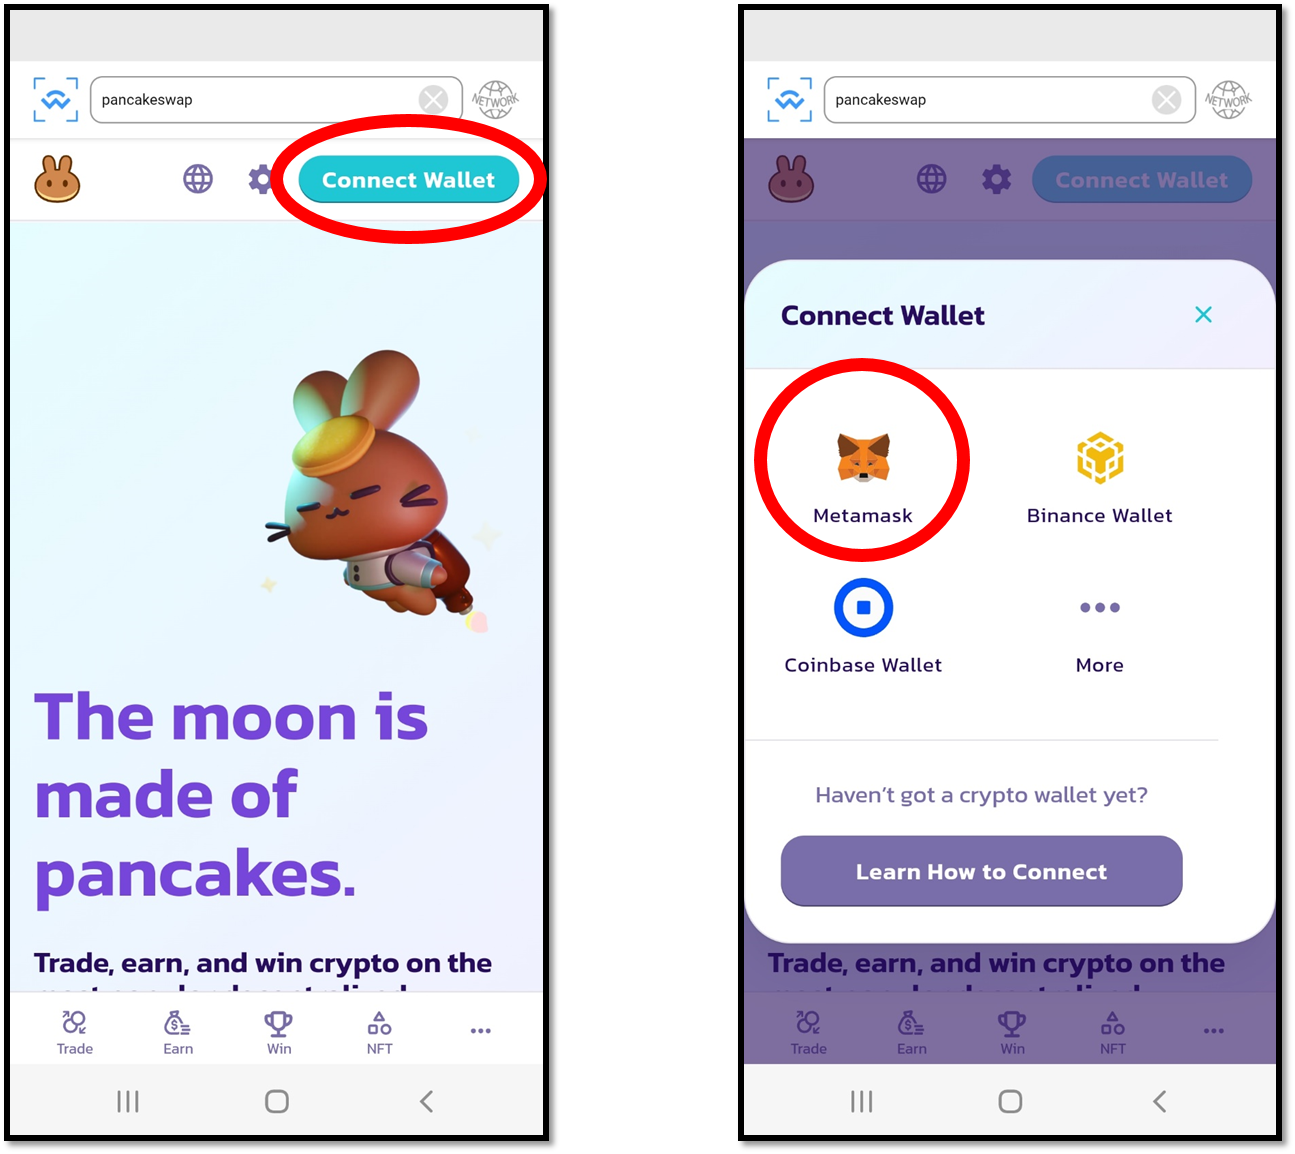 pancakeswap
NETWORK
Connect Wallet
The moon is
made of
pancakes.
Trade, earn, and win crypto on the
Trade
Earn
Win
NFT
pancakeswap
NETWORK
Connect Wallet
Connect Wallet
Metamask
Binance Wallet
Coinbase Wallet
More
Haven't got a crypto wallet yet?
Learn How to Connect
Trade, earn, and win crypto on the
Trade
Earn
Win
NFT